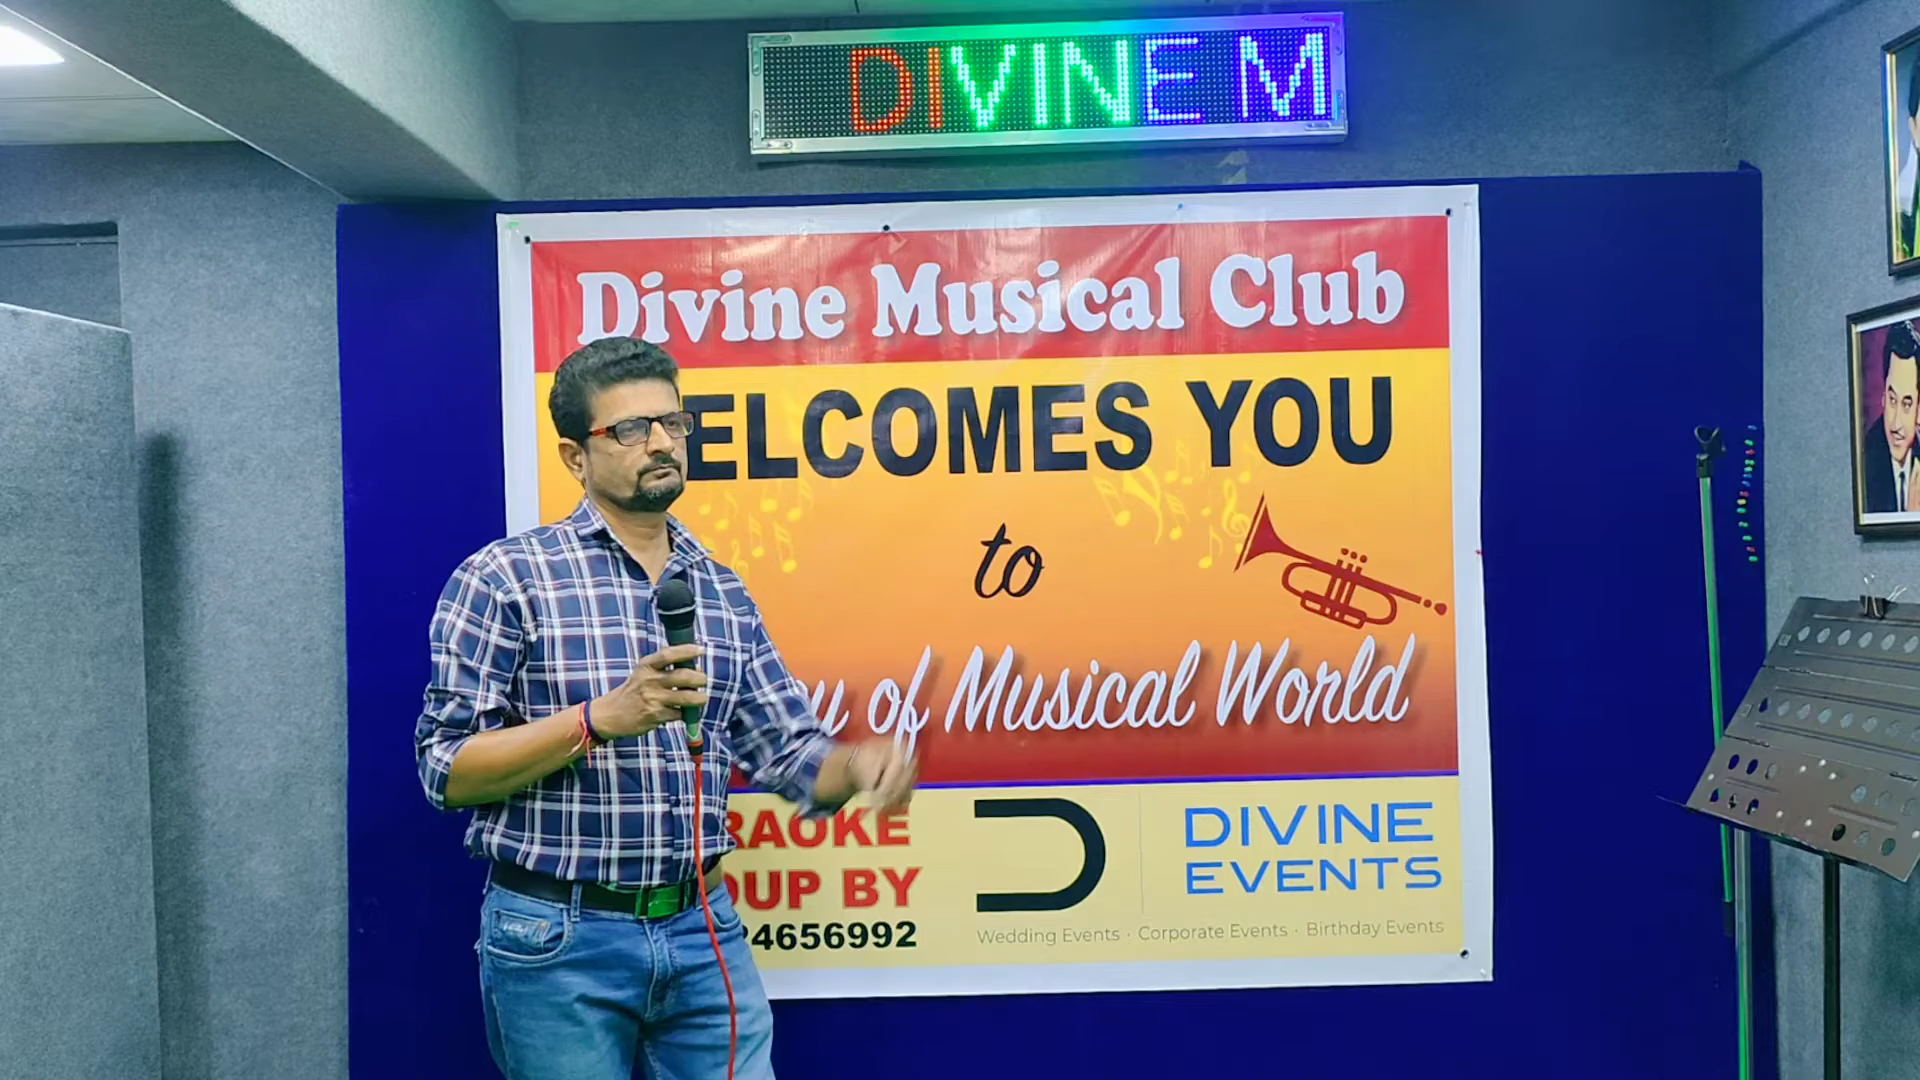 DIVINE M
Divine Musical Club
ELCOMES YOU
to
of Musical World
RAOKE
OUP BY
24656992
DIVINE
EVENTS
Wedding Events · Corporate Events · Birthday Events